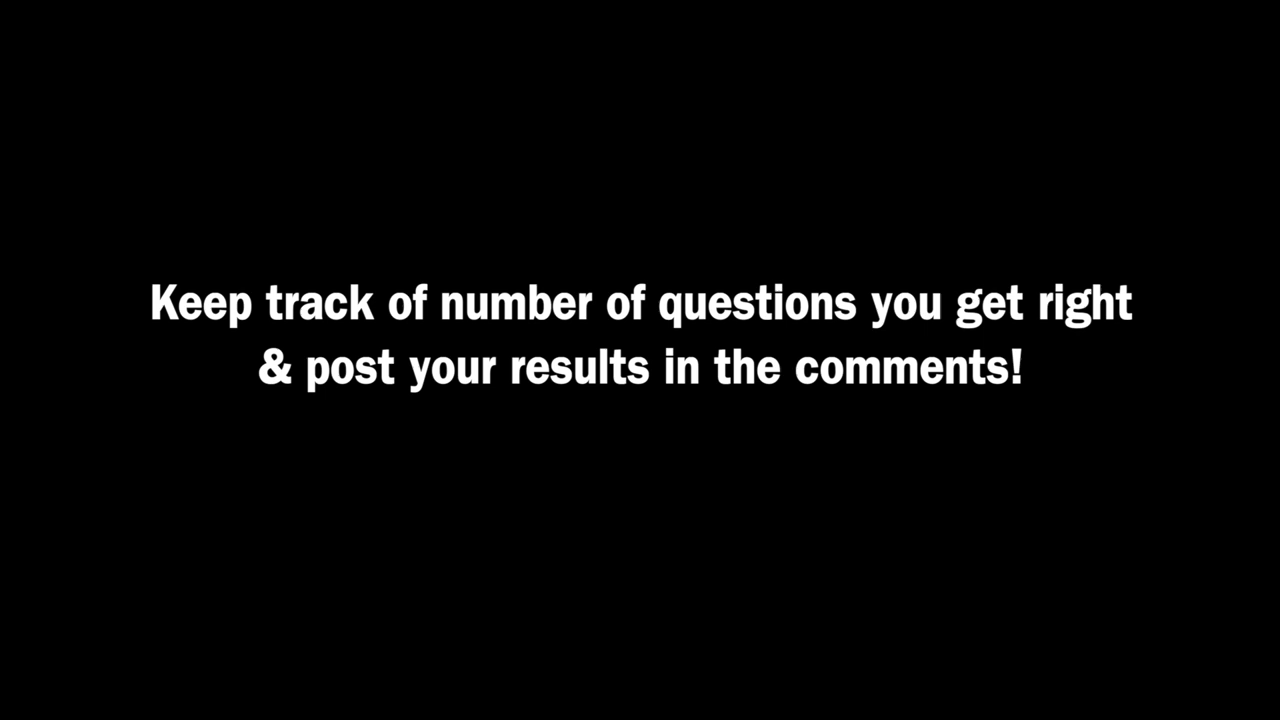 Keep track of number of questions you get right
& post your results in the comments!